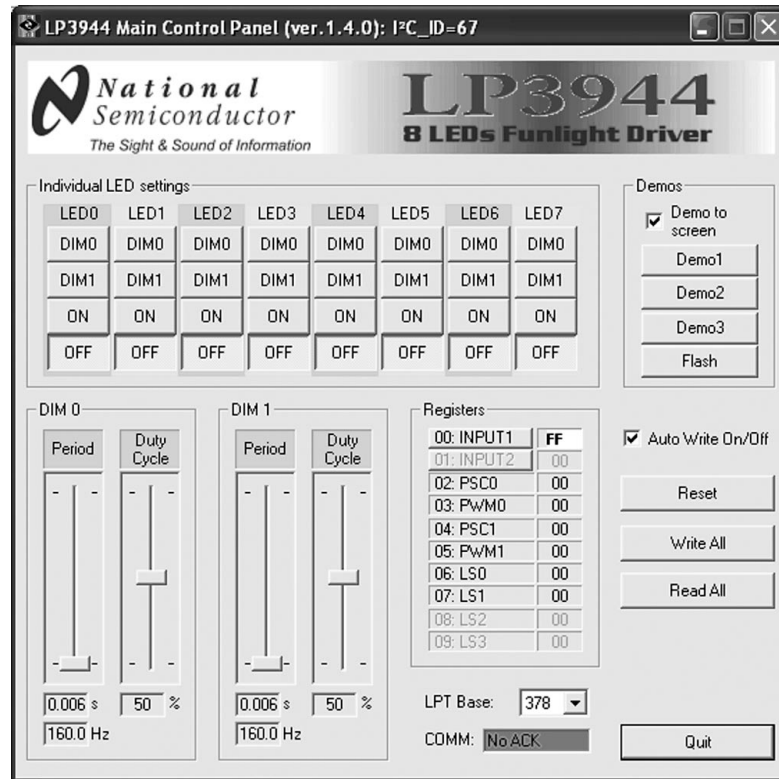 LP3944 Main Control Panel (ver.1.4.0): I²C_ID=67
National
Semiconductor
The Sight & Sound of Information
LP3944
8 LEDs Funlight Driver
Individual LED settings
LED0 LED1 LED2 LED3 LED4 LED5 LED6 LED7
DIM0 DIM0 DIM0 DIM0 DIM0 DIM0 DIM0 DIM0
DIM1 DIM1 DIM1 DIM1 DIM1 DIM1 DIM1 DIM1
ON ON ON ON ON ON ON ON
OFF OFF OFF OFF OFF OFF OFF OFF
Demos
Demo to
screen
Demo1
Demo2
Demo3
Flash
DIM 0
Period
Duty
Cycle
0.006 s 50 %
160.0 Hz
DIM 1
Period
Duty
Cycle
0.006 s 50 %
160.0 Hz
Registers
00: INPUT1 FF
01: INPUT2 00
02: PSC0 00
03: PWM0 00
04: PSC1 00
05: PWM1 00
06: LS0 00
07: LS1 00
08: LS2 00
09: LS3 00
LPT Base: 378
COMM: No ACK
Auto Write On/Off
Reset
Write All
Read All
Quit